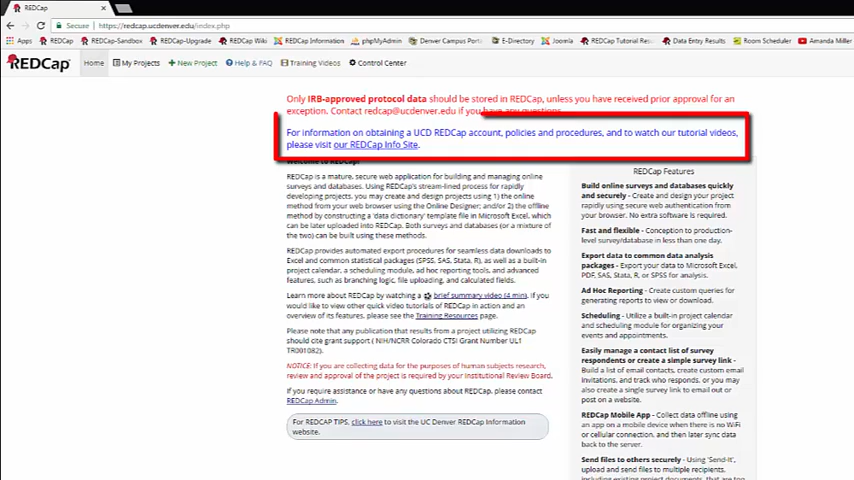 REDCap
Secure https://redcap.ucdenver.edu/index.php
Apps REDCap REDCap-Sandbox REDCap-Upgrade REDCap Wiki REDCap Information phpMyAdmin Denver Campus Port E-Directory Joomla REDCap Tutorial Res Data Entry Results Room Scheduler Amanda Miller
REDCap Home My Projects + New Project Help & FAQ Training Videos Control Center
Only IRB-approved protocol data should be stored in REDCap, unless you have received prior approval for an
exception. Contact redcap@ucdenver.edu if you have any questions.
For information on obtaining a UCD REDCap account, policies and procedures, and to watch our tutorial videos,
please visit our REDCap Info Site.
Welcome to REDCap!
REDCap is a mature, secure web application for building and managing online
surveys and databases. Using REDCap's stream-lined process for rapidly
developing projects, you may create and design projects using 1) the online
method from your web browser using the Online Designer; and/or 2) the offline
method by constructing a 'data dictionary' template file in Microsoft Excel, which
can be later uploaded into REDCap. Both surveys and databases (or a mixture of
the two) can be built using these methods.
REDCap provides automated export procedures for seamless data downloads to
Excel and common statistical packages (SPSS, SAS, Stata, R), as well as a built-in
project calendar, a scheduling module, ad hoc reporting tools, and advanced
features, such as branching logic, file uploading, and calculated fields.
Learn more about REDCap by watching a brief summary video (4 min). If you
would like to view other quick video tutorials of REDCap in action and an
overview of its features, please see the Training Resources page.
Please note that any publication that results from a project utilizing REDCap
should cite grant support ( NIH/NCRR Colorado CTSI Grant Number UL1
TR001082).
NOTICE: If you are collecting data for the purposes of human subjects research,
review and approval of the project is required by your Institutional Review Board.
If you require assistance or have any questions about REDCap, please contact
REDCap Admin.
For REDCAP TIPS, click here to visit the UC Denver REDCap Information
website.
REDCap Features
Build online surveys and databases quickly
and securely - Create and design your project
rapidly using secure web authentication from
your browser. No extra software is required.
Fast and flexible - Conception to production-
level survey/database in less than one day.
Export data to common data analysis
packages - Export your data to Microsoft Excel,
PDF, SAS, Stata, R, or SPSS for analysis.
Ad Hoc Reporting - Create custom queries for
generating reports to view or download.
Scheduling - Utilize a built-in project calendar
and scheduling module for organizing your
events and appointments.
Easily manage a contact list of survey
respondents or create a simple survey link -
Build a list of email contacts, create custom email
invitations, and track who responds, or you may
also create a single survey link to email out or
post on a website.
REDCap Mobile App - Collect data offline using
an app on a mobile device when there is no WiFi
or cellular connection, and then later sync data
back to the server.
Send files to others securely - Using 'Send-It',
upload and send files to multiple recipients,
including existing project documents, that are too